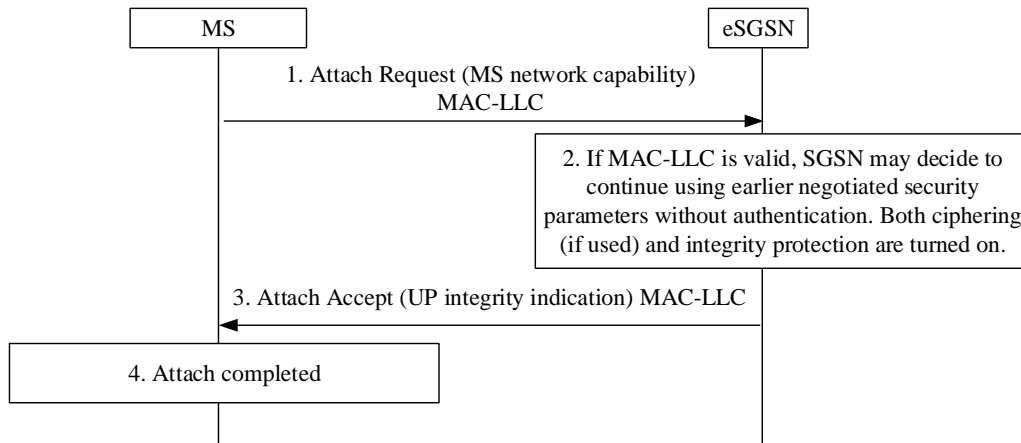 MS
eSGSN
1. Attach Request (MS network capability)
MAC-LLC
2. If MAC-LLC is valid, SGSN may decide to
continue using earlier negotiated security
parameters without authentication. Both ciphering
(if used) and integrity protection are turned on.
3. Attach Accept (UP integrity indication) MAC-LLC
4. Attach completed